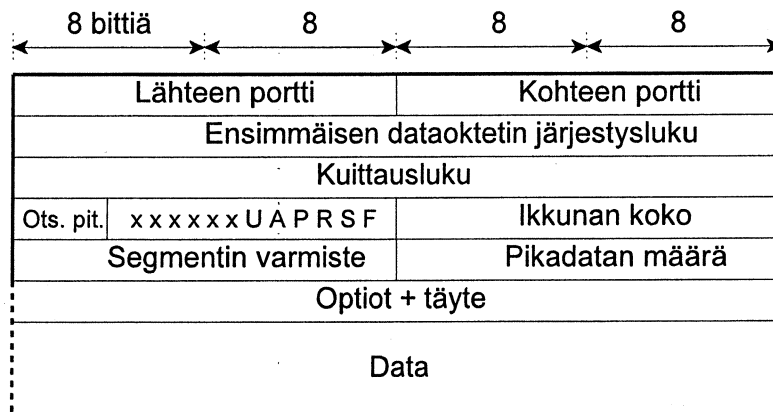 8 bittiä 8 8 8
Lähteen portti Kohteen portti
Ensimmäisen dataoktetin järjestysluku
Kuittausluku
Ots. pit. x x x x x x U A P R S F Ikkunan koko
Segmentin varmiste Pikadatan määrä
Optiot + täyte
Data